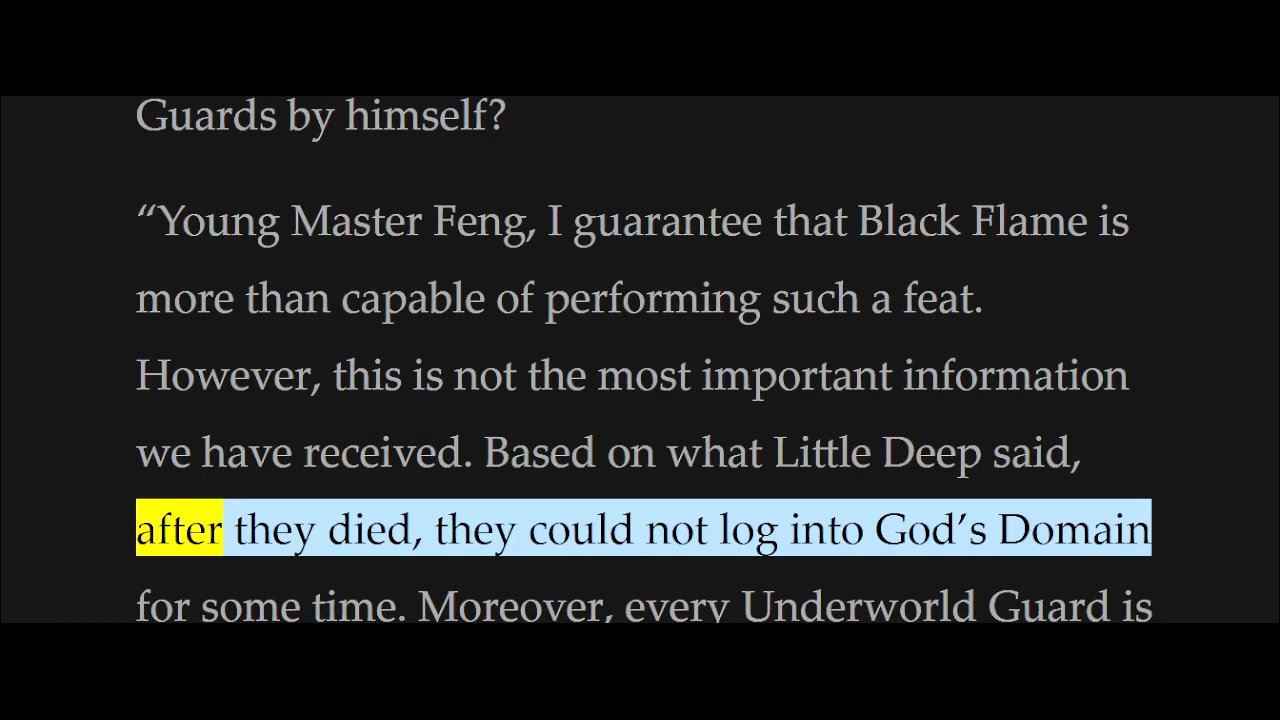 Guards by himself?
“Young Master Feng, I guarantee that Black Flame is
more than capable of performing such a feat.
However, this is not the most important information
we have received. Based on what Little Deep said,
after they died, they could not log into God’s Domain
for some time. Moreover, every Underworld Guard is